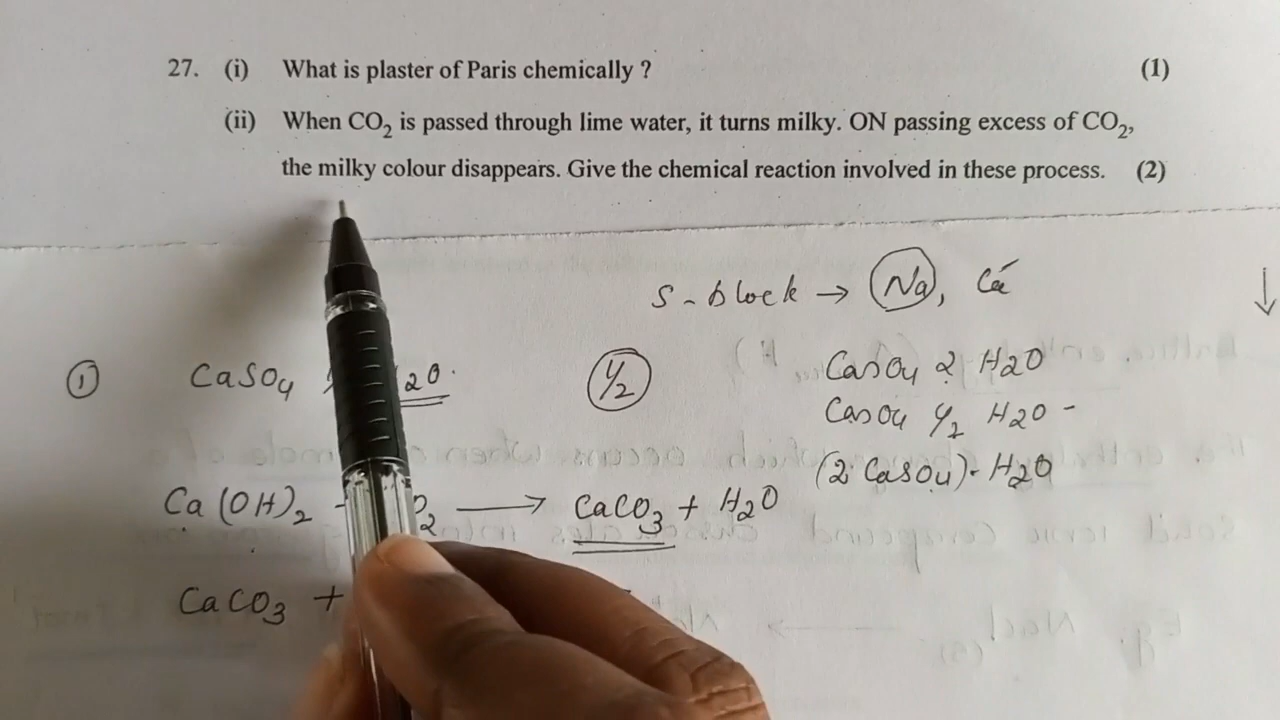 27. (i) What is plaster of Paris chemically ? (1)
(ii) When CO₂ is passed through lime water, it turns milky. ON passing excess of CO₂,
the milky colour disappears. Give the chemical reaction involved in these process. (2)
S-block → Na, Ca
① CaSO4 20. 1/2 CaSO4 2 H2O
CaSO4 1/2 H2O -
(2. CaSO4). H2O
Ca(OH)2 2 → CaCO3 + H2O
CaCO3 +